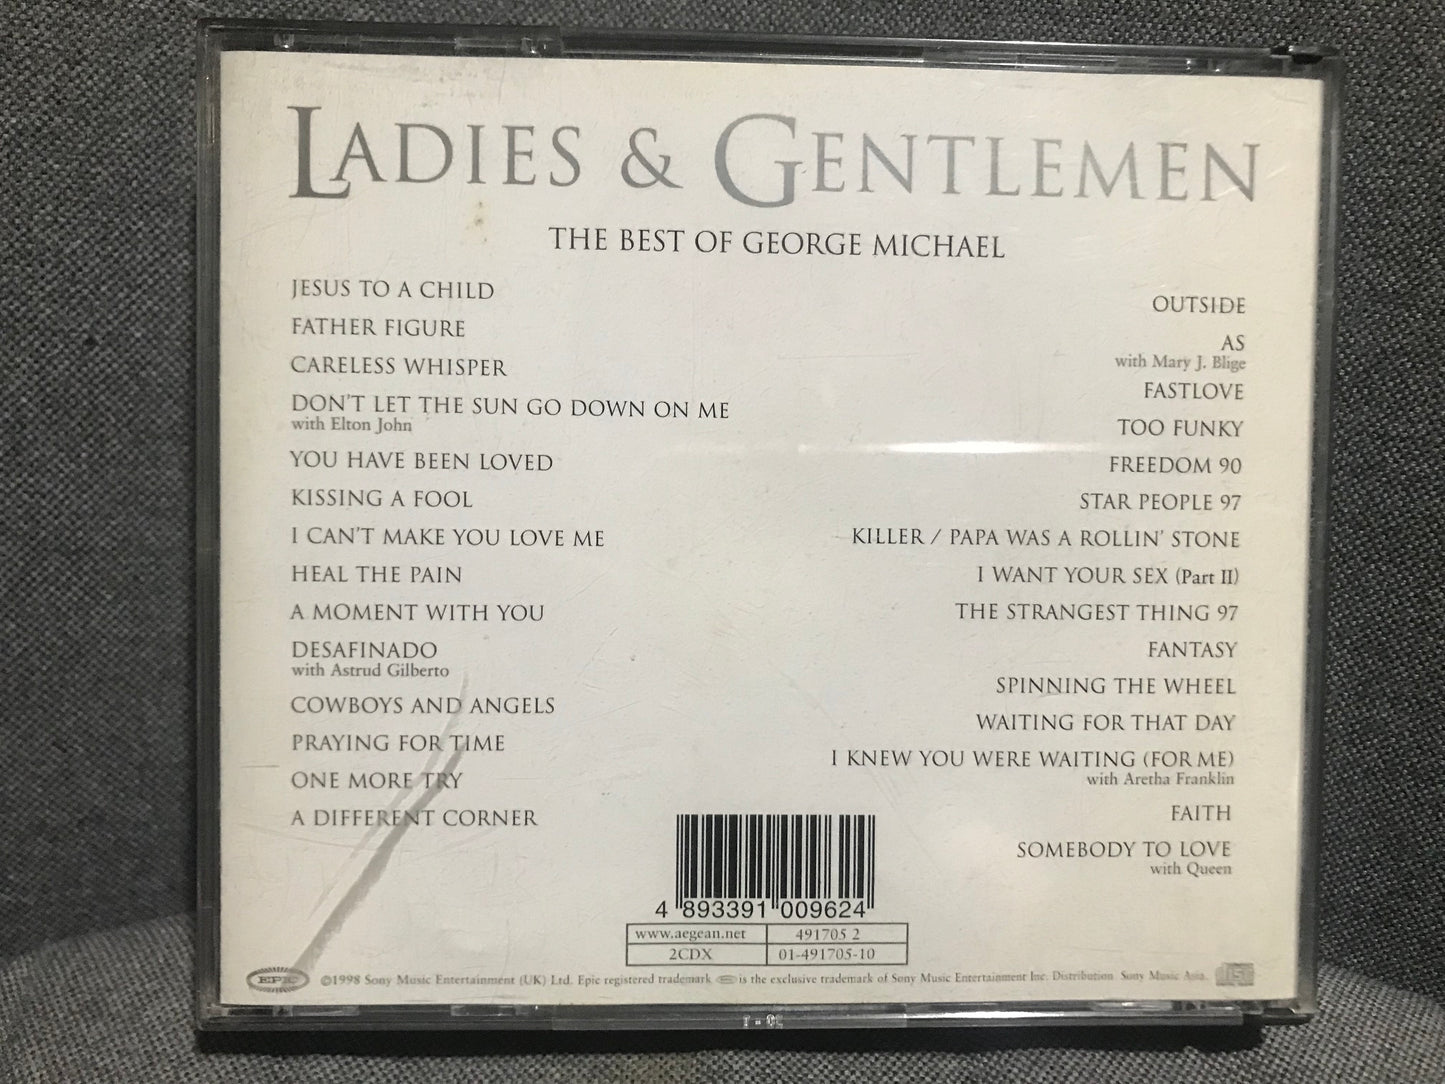 LADIES & GENTLEMEN
THE BEST OF GEORGE MICHAEL
JESUS TO A CHILD
FATHER FIGURE
CARELESS WHISPER
DON'T LET THE SUN GO DOWN ON ME
with Elton John
YOU HAVE BEEN LOVED
KISSING A FOOL
I CAN'T MAKE YOU LOVE ME
HEAL THE PAIN
A MOMENT WITH YOU
DESAFINADO
with Astrud Gilberto
COWBOYS AND ANGELS
PRAYING FOR TIME
ONE MORE TRY
A DIFFERENT CORNER
OUTSIDE
AS
with Mary J. Blige
FASTLOVE
TOO FUNKY
FREEDOM 90
STAR PEOPLE 97
KILLER / PAPA WAS A ROLLIN' STONE
I WANT YOUR SEX (Part II)
THE STRANGEST THING 97
FANTASY
SPINNING THE WHEEL
WAITING FOR THAT DAY
I KNEW YOU WERE WAITING (FOR ME)
with Aretha Franklin
FAITH
SOMEBODY TO LOVE
with Queen
4 893391 009624
www.aegean.net 491705 2
2CDX 01-491705-10
EPIC ©1998 Sony Music Entertainment (UK) Ltd. Epic registered trademark is the exclusive trademark of Sony Music Entertainment Inc. Distribution Sony Music Asia.